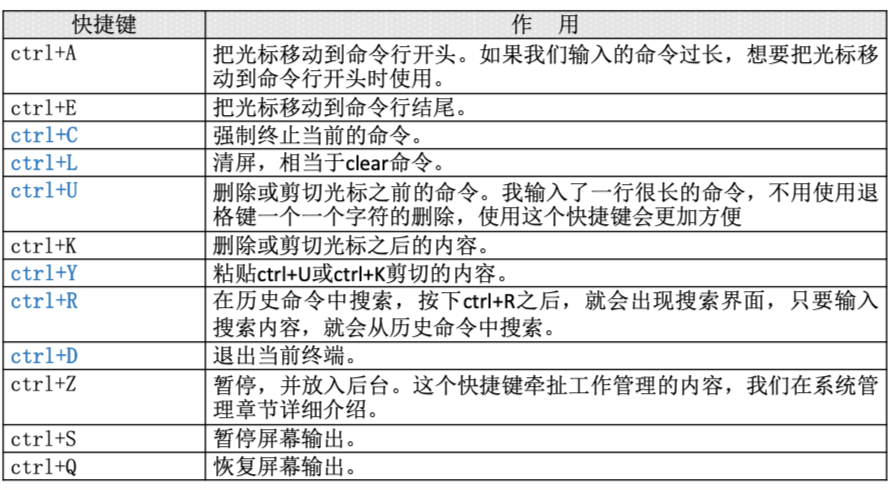 快捷键 作 用
ctrl+A 把光标移动到命令行开头。如果我们输入的命令过长，想要把光标移
动到命令行开头时使用。
ctrl+E 把光标移动到命令行结尾。
ctrl+C 强制终止当前的命令。
ctrl+L 清屏，相当于clear命令。
ctrl+U 删除或剪切光标之前的命令。我输入了一行很长的命令，不用使用退
格键一个一个字符的删除，使用这个快捷键会更加方便
ctrl+K 删除或剪切光标之后的内容。
ctrl+Y 粘贴ctrl+U或ctrl+K剪切的内容。
ctrl+R 在历史命令中搜索，按下ctrl+R之后，就会出现搜索界面，只要输入
搜索内容，就会从历史命令中搜索。
ctrl+D 退出当前终端。
ctrl+Z 暂停，并放入后台。这个快捷键牵扯工作管理的内容，我们在系统管
理章节详细介绍。
ctrl+S 暂停屏幕输出。
ctrl+Q 恢复屏幕输出。